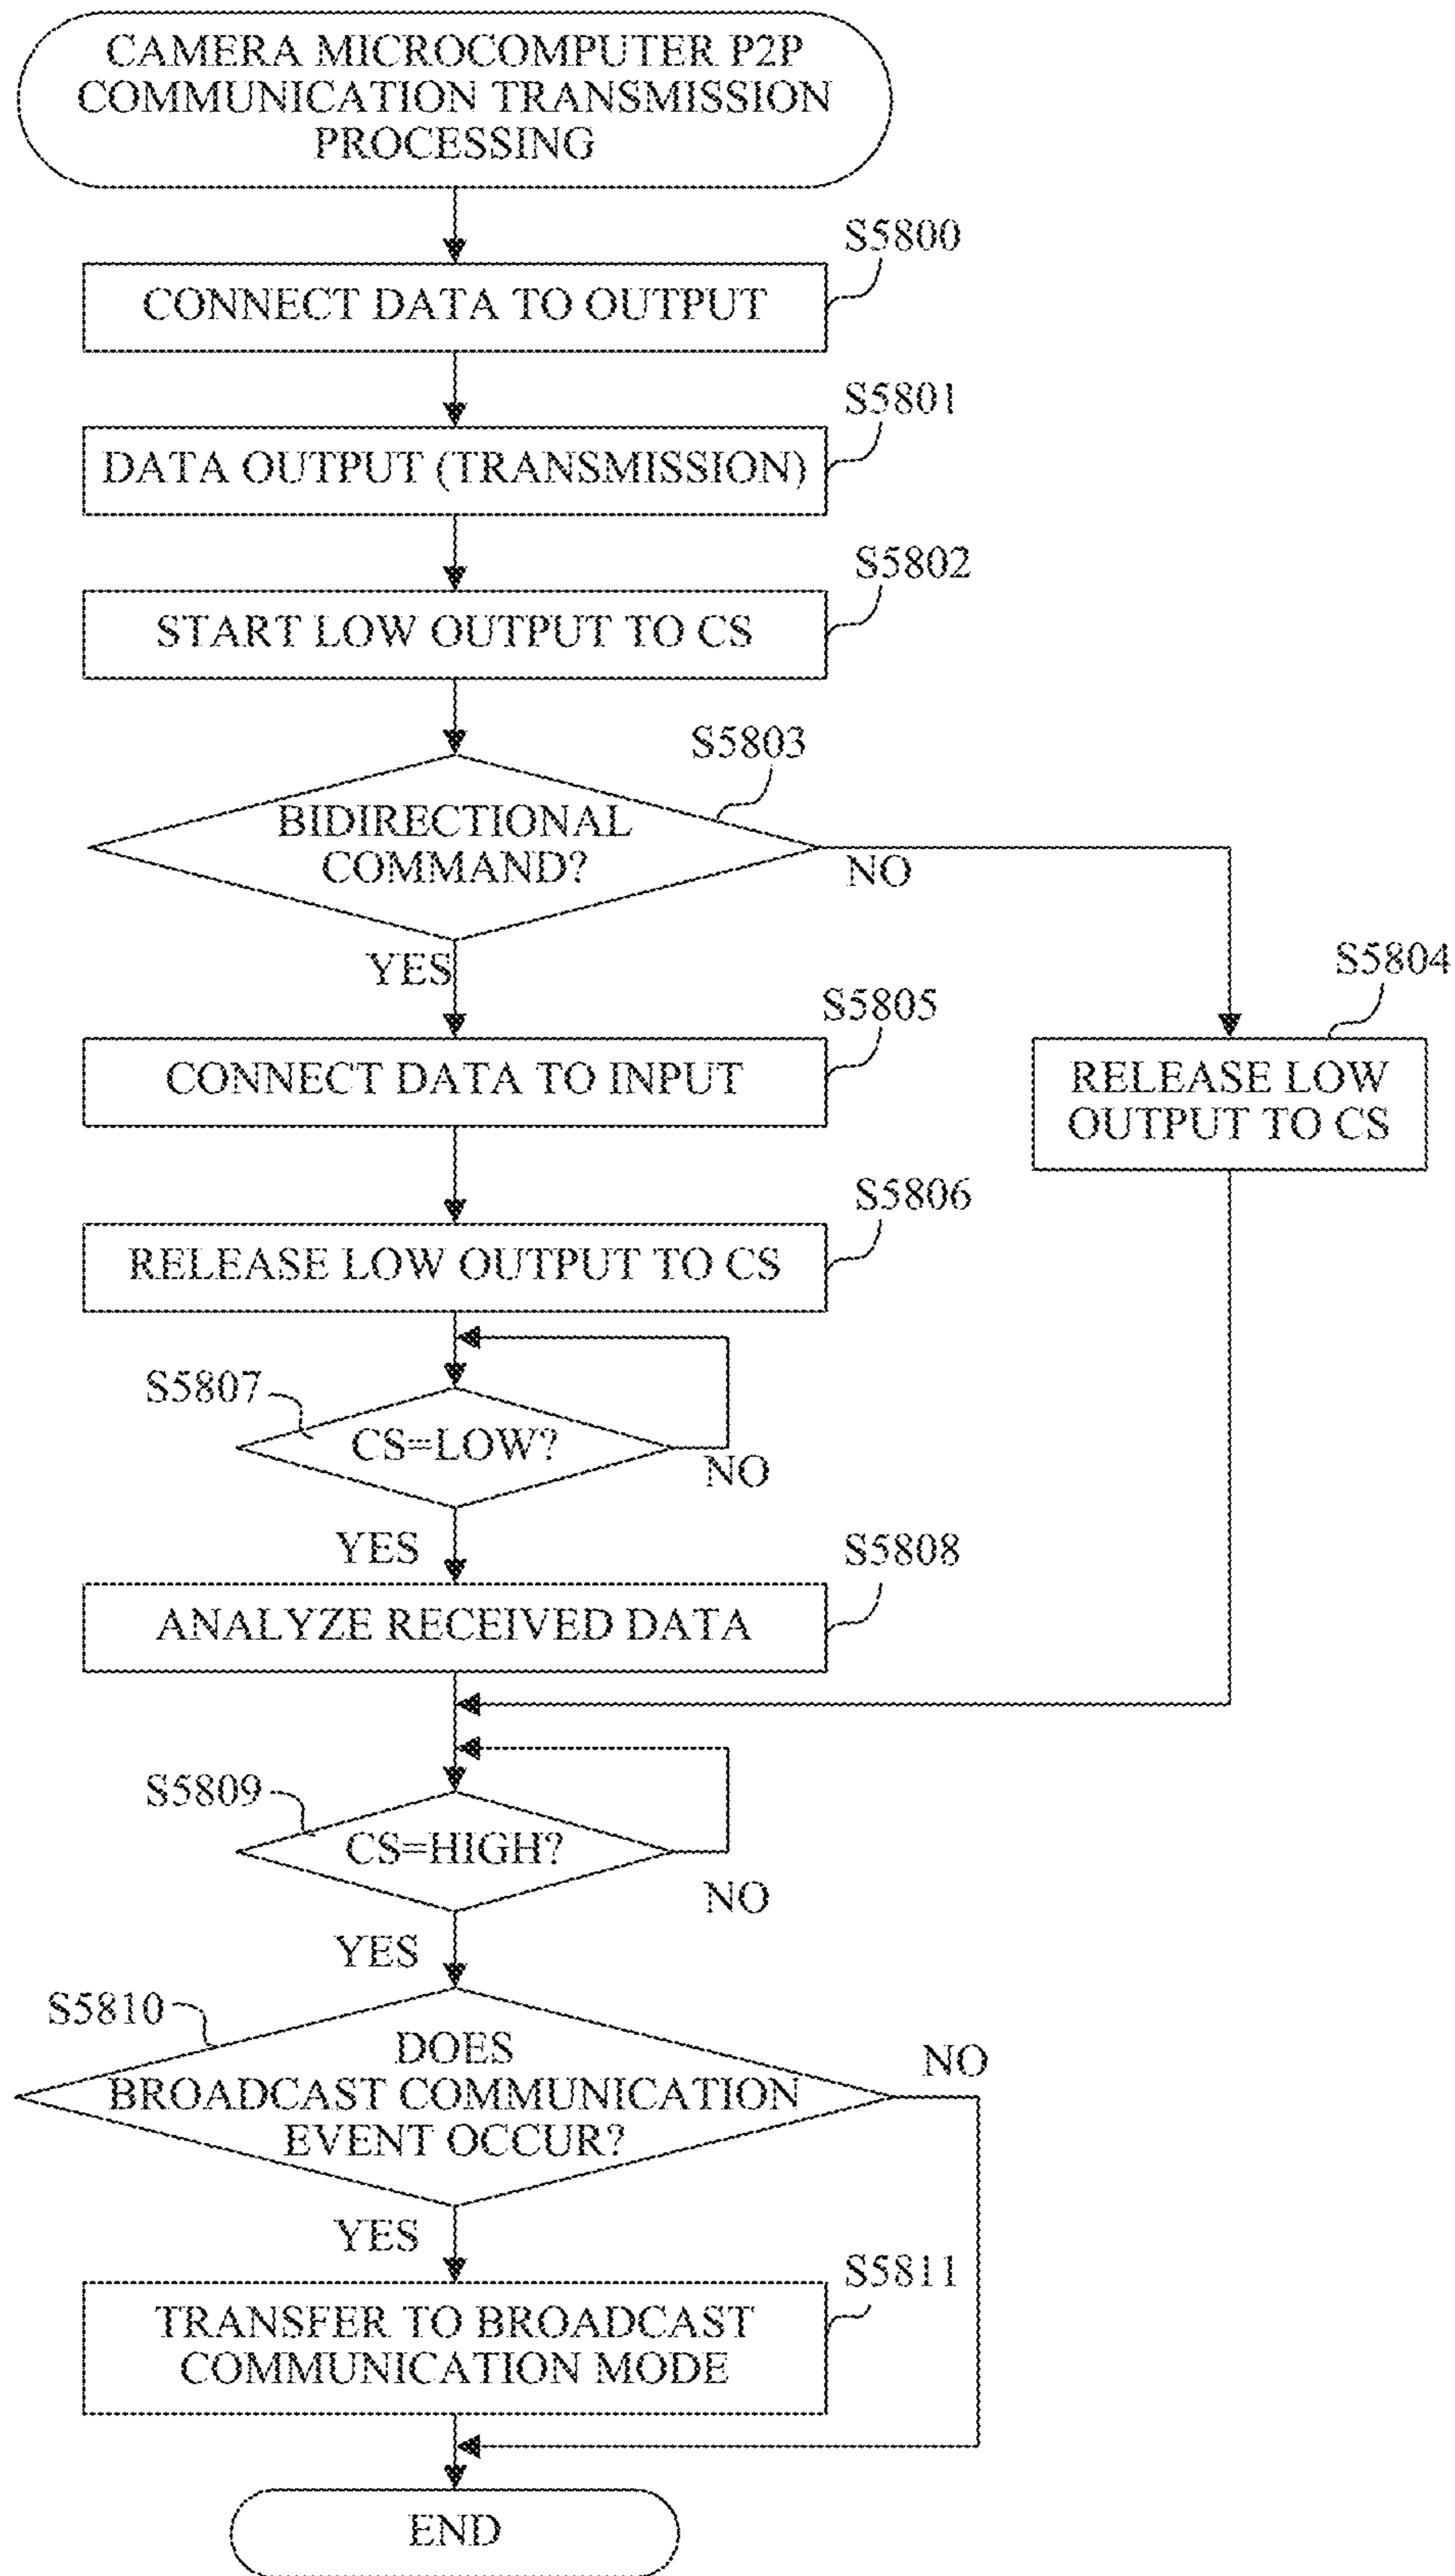 CAMERA MICROCOMPUTER P2P
COMMUNICATION TRANSMISSION
PROCESSING
S5800
CONNECT DATA TO OUTPUT
S5801
DATA OUTPUT (TRANSMISSION)
S5802
START LOW OUTPUT TO CS
S5803
BIDIRECTIONAL
COMMAND?
NO
YES
S5804
RELEASE LOW
OUTPUT TO CS
S5805
CONNECT DATA TO INPUT
S5806
RELEASE LOW OUTPUT TO CS
S5807
CS=LOW?
NO
YES
S5808
ANALYZE RECEIVED DATA
S5809
CS=HIGH?
NO
YES
S5810
DOES
BROADCAST COMMUNICATION
EVENT OCCUR?
NO
YES
S5811
TRANSFER TO BROADCAST
COMMUNICATION MODE
END